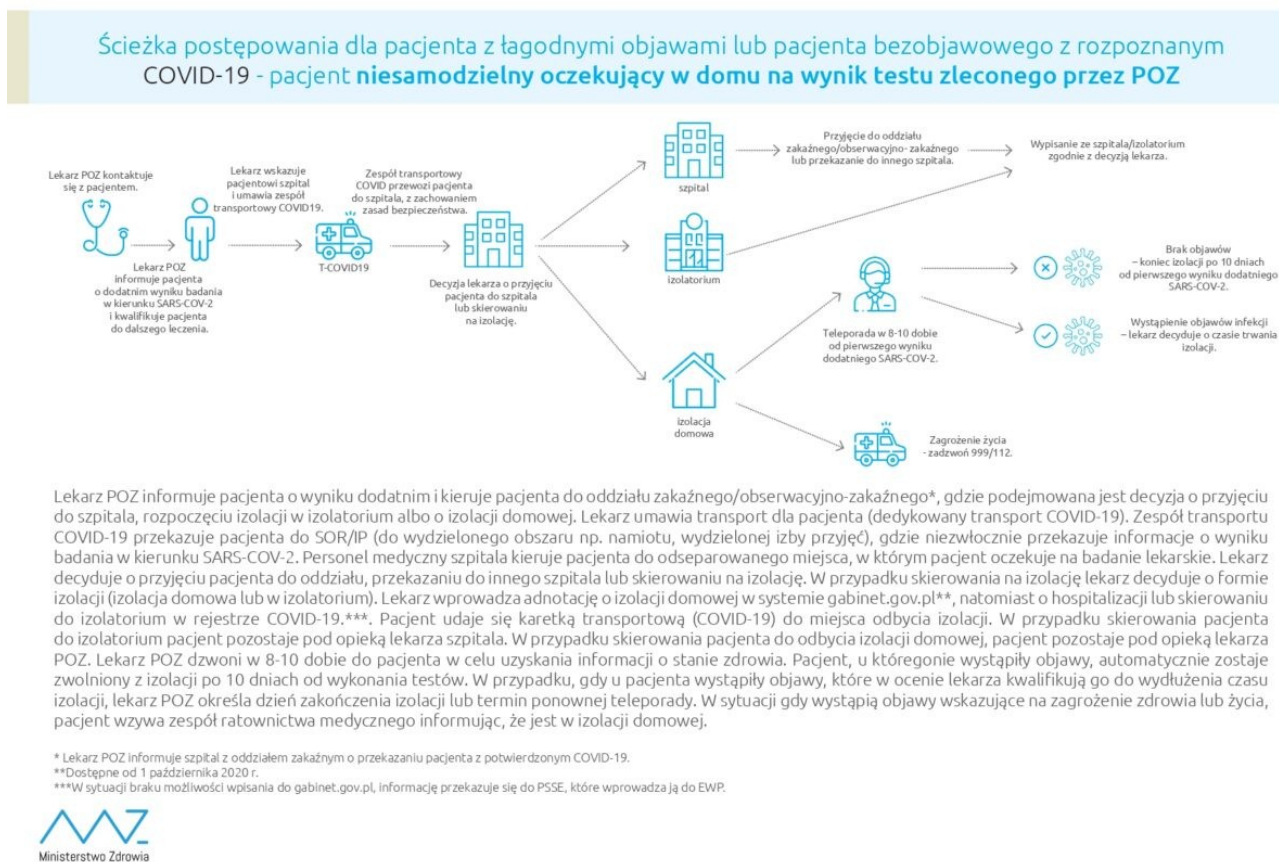 Ścieżka postępowania dla pacjenta z łagodnymi objawami lub pacjenta bezobjawowego z rozpoznanym
COVID-19 - pacjent niesamodzielny oczekujący w domu na wynik testu zleconego przez POZ
Lekarz POZ kontaktuje
się z pacjentem.
Lekarz POZ
informuje pacjenta
o dodatnim wyniku badania
w kierunku SARS-COV-2
i kwalifikuje pacjenta
do dalszego leczenia.
Lekarz wskazuje
pacjentowi szpital
i umawia zespół
transportowy COVID19.
T-COVID19
Zespół transportowy
COVID przewozi pacjenta
do szpitala, z zachowaniem
zasad bezpieczeństwa.
Decyzja lekarza o przyjęciu
pacjenta do szpitala
lub skierowaniu
na izolację.
szpital
Przyjęcie do oddziału
zakaźnego/obserwacyjno- zakaźnego
lub przekazanie do innego szpitala.
Wypisanie ze szpitala/izolatorium
zgodnie z decyzją lekarza.
izolatorium
izolacja
domowa
Teleporada w 8-10 dobie
od pierwszego wyniku
dodatniego SARS-COV-2.
Brak objawów
– koniec izolacji po 10 dniach
od pierwszego wyniku dodatniego
SARS-COV-2.
Wystąpienie objawów infekcji
– lekarz decyduje o czasie trwania
izolacji.
Zagrożenie życia
- zadzwoń 999/112.
Lekarz POZ informuje pacjenta o wyniku dodatnim i kieruje pacjenta do oddziału zakaźnego/obserwacyjno-zakaźnego*, gdzie podejmowana jest decyzja o przyjęciu
do szpitala, rozpoczęciu izolacji w izolatorium albo o izolacji domowej. Lekarz umawia transport dla pacjenta (dedykowany transport COVID-19). Zespół transportu
COVID-19 przekazuje pacjenta do SOR/IP (do wydzielonego obszaru np. namiotu, wydzielonej izby przyjęć), gdzie niezwłocznie przekazuje informacje o wyniku
badania w kierunku SARS-COV-2. Personel medyczny szpitala kieruje pacjenta do odseparowanego miejsca, w którym pacjent oczekuje na badanie lekarskie. Lekarz
decyduje o przyjęciu pacjenta do oddziału, przekazaniu do innego szpitala lub skierowaniu na izolację. W przypadku skierowania na izolację lekarz decyduje o formie
izolacji (izolacja domowa lub w izolatorium). Lekarz wprowadza adnotację o izolacji domowej w systemie gabinet.gov.pl**, natomiast o hospitalizacji lub skierowaniu
do izolatorium w rejestrze COVID-19.***. Pacjent udaje się karetką transportową (COVID-19) do miejsca odbycia izolacji. W przypadku skierowania pacjenta
do izolatorium pacjent pozostaje pod opieką lekarza szpitala. W przypadku skierowania pacjenta do odbycia izolacji domowej, pacjent pozostaje pod opieką lekarza
POZ. Lekarz POZ dzwoni w 8-10 dobie do pacjenta w celu uzyskania informacji o stanie zdrowia. Pacjent, u któregonie wystąpiły objawy, automatycznie zostaje
zwolniony z izolacji po 10 dniach od wykonania testów. W przypadku, gdy u pacjenta wystąpiły objawy, które w ocenie lekarza kwalifikują go do wydłużenia czasu
izolacji, lekarz POZ określa dzień zakończenia izolacji lub termin ponownej teleporady. W sytuacji gdy wystąpią objawy wskazujące na zagrożenie zdrowia lub życia,
pacjent wzywa zespół ratownictwa medycznego informując, że jest w izolacji domowej.
* Lekarz POZ informuje szpital z oddziałem zakaźnym o przekazaniu pacjenta z potwierdzonym COVID-19.
**Dostępne od 1 października 2020 r.
***W sytuacji braku możliwości wpisania do gabinet.gov.pl, informację przekazuje się do PSSE, które wprowadza ją do EWP.
Ministerstwo Zdrowia